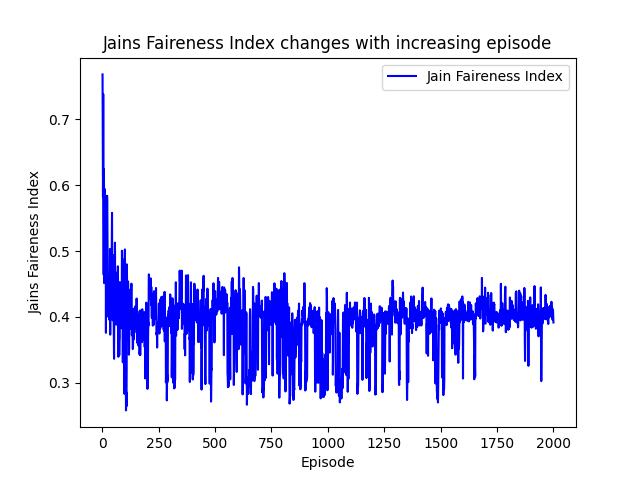 Jains Faireness Index changes with increasing episode
Jain Faireness Index
Jains Faireness Index
0.7
0.6
0.5
0.4
0.3
0 250 500 750 1000 1250 1500 1750 2000
Episode